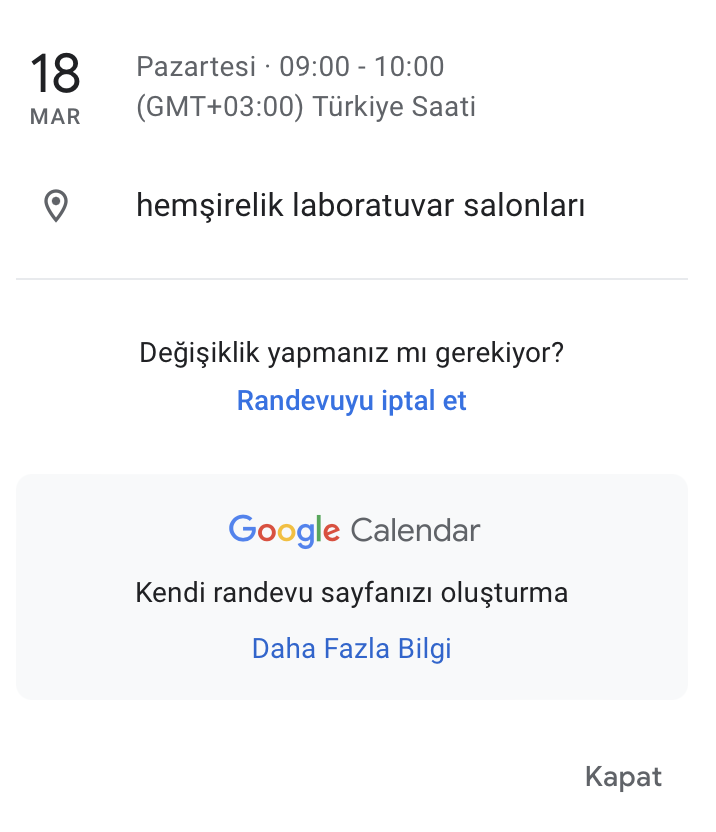 18
MAR
Pazartesi · 09:00 - 10:00
(GMT+03:00) Türkiye Saati
hemşirelik laboratuvar salonları
Değişiklik yapmanız mı gerekiyor?
Randevuyu iptal et
Google Calendar
Kendi randevu sayfanızı oluşturma
Daha Fazla Bilgi
Kapat